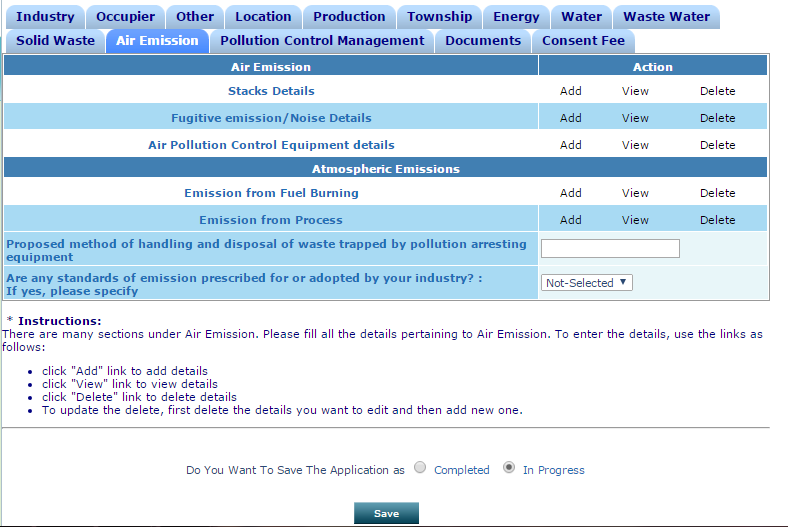 Industry Occupier Other Location Production Township Energy Water Waste Water
Solid Waste Air Emission Pollution Control Management Documents Consent Fee
Air Emission Action
Stacks Details Add View Delete
Fugitive emission/Noise Details Add View Delete
Air Pollution Control Equipment details Add View Delete
Atmospheric Emissions
Emission from Fuel Burning Add View Delete
Emission from Process Add View Delete
Proposed method of handling and disposal of waste trapped by pollution arresting
equipment
Are any standards of emission prescribed for or adopted by your industry? :
If yes, please specify
Not-Selected
* Instructions:
There are many sections under Air Emission. Please fill all the details pertaining to Air Emission. To enter the details, use the links as
follows:
click "Add" link to add details
click "View" link to view details
click "Delete" link to delete details
To update the delete, first delete the details you want to edit and then add new one.
Do You Want To Save The Application as Completed In Progress
Save